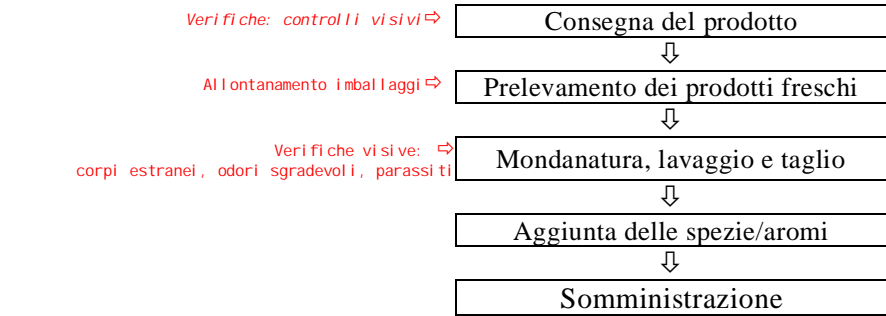 Verifiche: controlli visivi⇨ Consegna del prodotto
⇩
Allontanamento imballaggi⇨ Prelevamento dei prodotti freschi
⇩
Verifiche visive: ⇨
corpi estranei, odori sgradevoli, parassiti
Mondanatura, lavaggio e taglio
⇩
Aggiunta delle spezie/aromi
⇩
Somministrazione